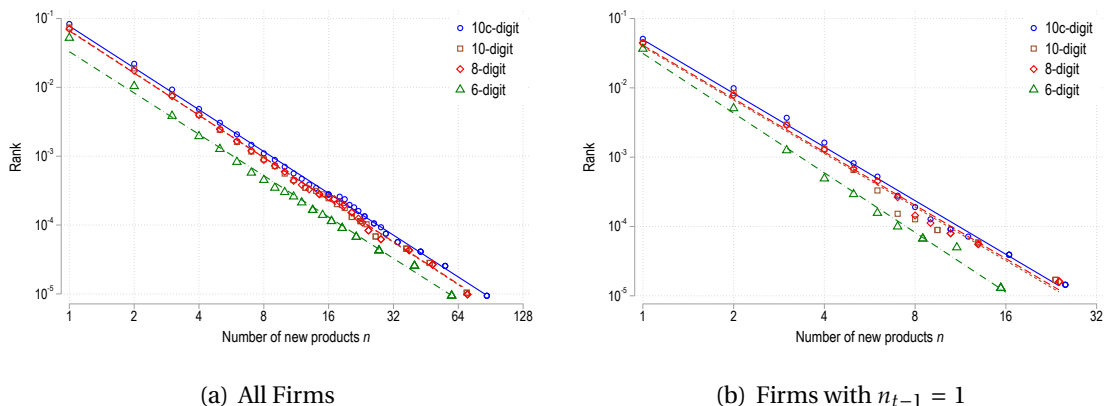 10⁻¹
10⁻²
10⁻³
10⁻⁴
10⁻⁵
Rank
1 2 4 8 16 32 64 128
Number of new products n
10c-digit
10-digit
8-digit
6-digit
(a) All Firms
10⁻¹
10⁻²
10⁻³
10⁻⁴
10⁻⁵
Rank
1 2 4 8 16 32
Number of new products n
10c-digit
10-digit
8-digit
6-digit
(b) Firms with nₜ₋₁ = 1